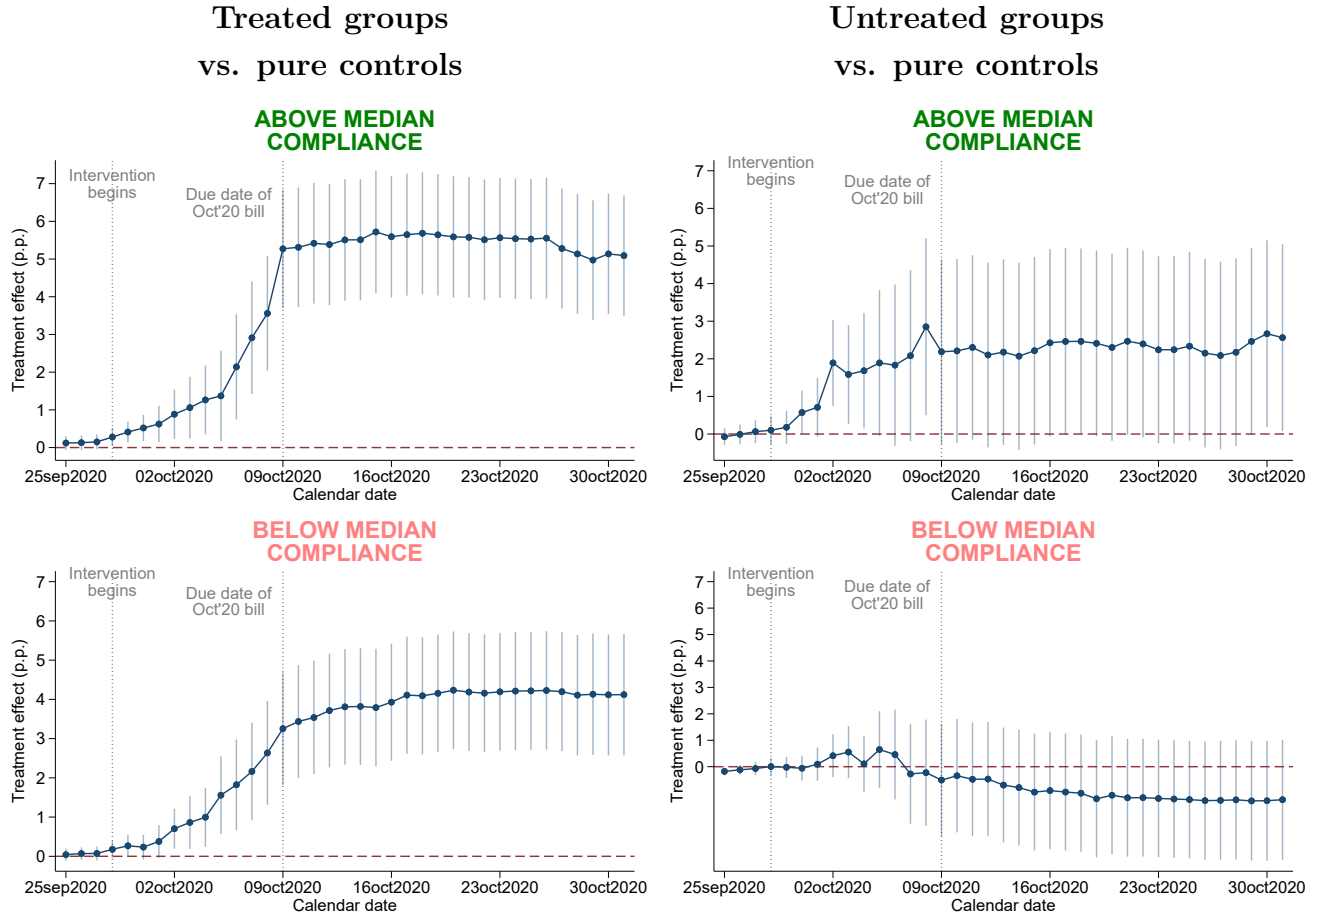 Treated groups
vs. pure controls
Untreated groups
vs. pure controls
ABOVE MEDIAN
COMPLIANCE
Intervention
begins
Due date of
Oct'20 bill
Treatment effect (p.p.)
7
6
5
4
3
2
1
0
25sep2020 02oct2020 09oct2020 16oct2020 23oct2020 30oct2020
Calendar date
ABOVE MEDIAN
COMPLIANCE
Intervention
begins
Due date of
Oct'20 bill
Treatment effect (p.p.)
7
6
5
4
3
2
1
0
25sep2020 02oct2020 09oct2020 16oct2020 23oct2020 30oct2020
Calendar date
BELOW MEDIAN
COMPLIANCE
Intervention
begins
Due date of
Oct'20 bill
Treatment effect (p.p.)
7
6
5
4
3
2
1
0
25sep2020 02oct2020 09oct2020 16oct2020 23oct2020 30oct2020
Calendar date
BELOW MEDIAN
COMPLIANCE
Intervention
begins
Due date of
Oct'20 bill
Treatment effect (p.p.)
7
6
5
4
3
2
1
0
25sep2020 02oct2020 09oct2020 16oct2020 23oct2020 30oct2020
Calendar date